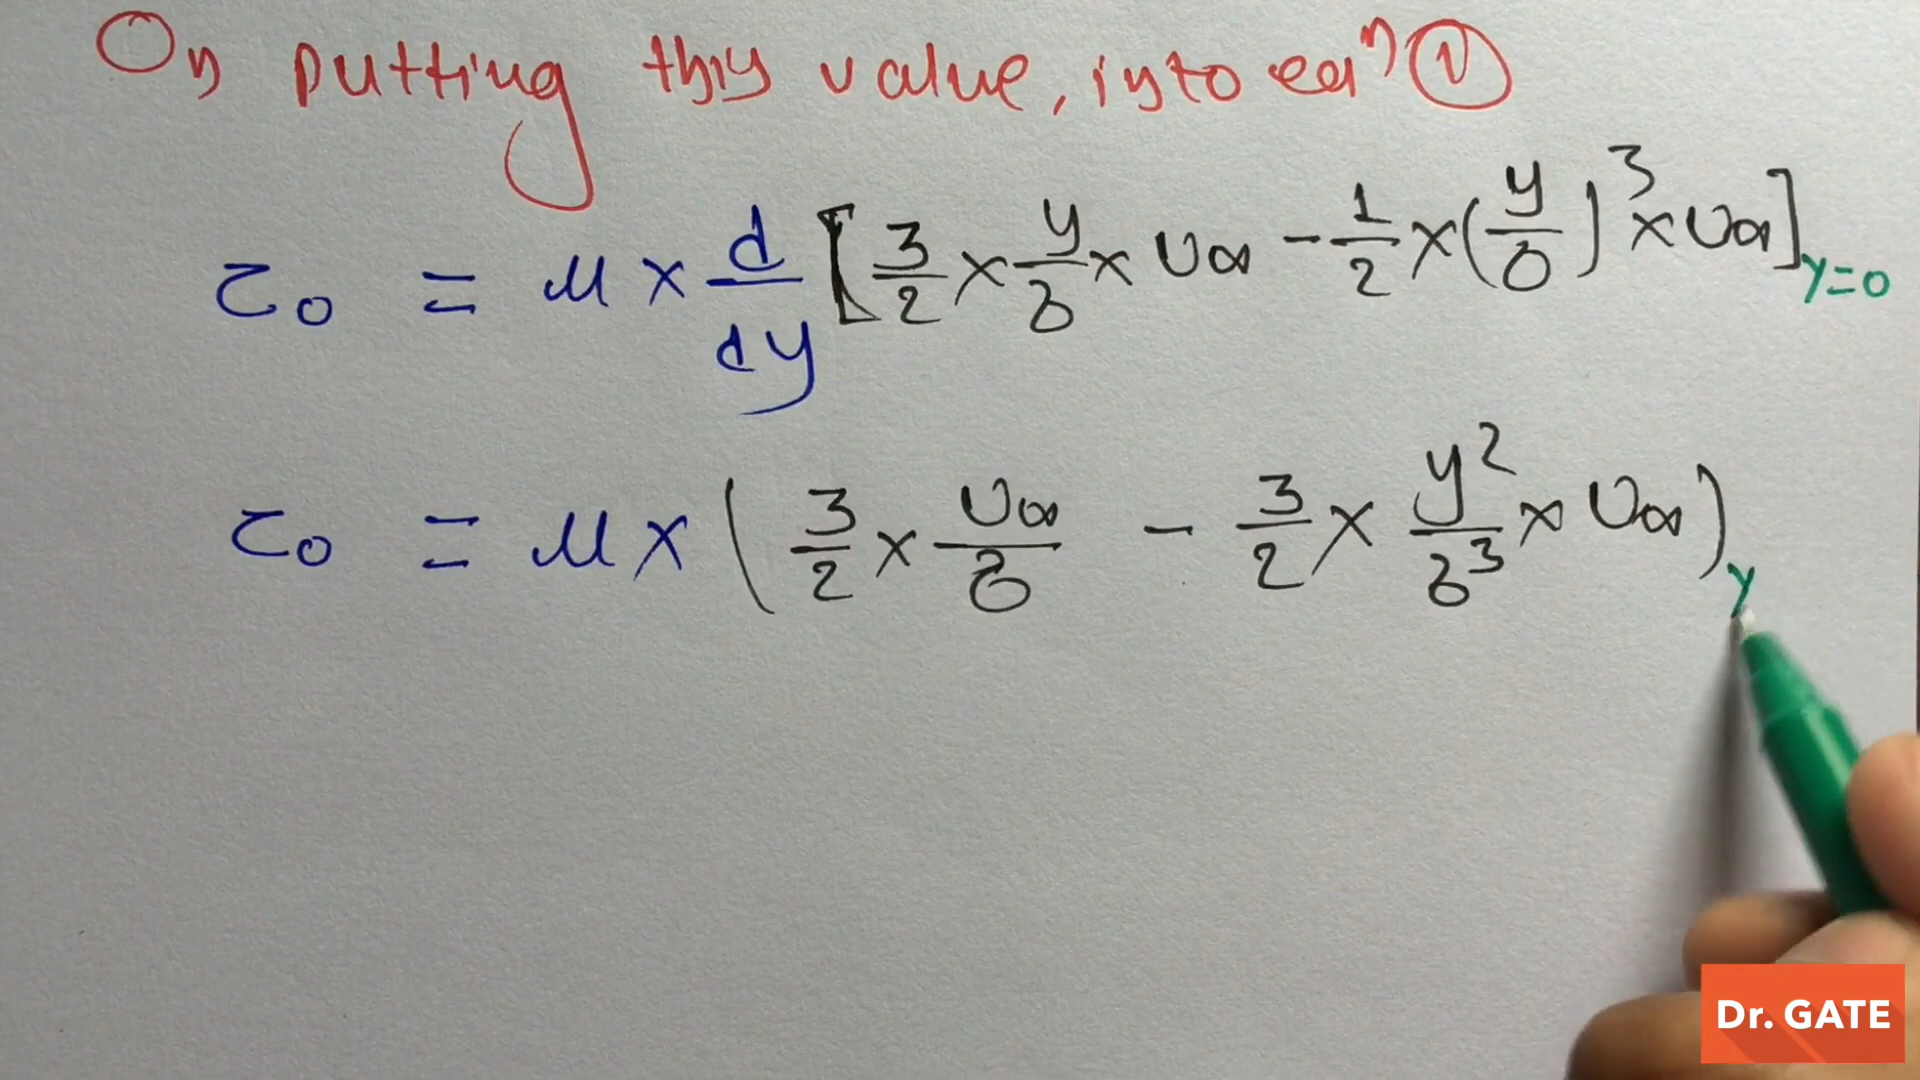 On putting this value, into eqⁿ ①
τ₀ = μ × d/dy [3/2 × y/δ × U∞ - 1/2 × (y/δ)³ × U∞]y=0
τ₀ = μ × (3/2 × U∞/δ - 3/2 × y²/δ³ × U∞)y
Dr. GATE